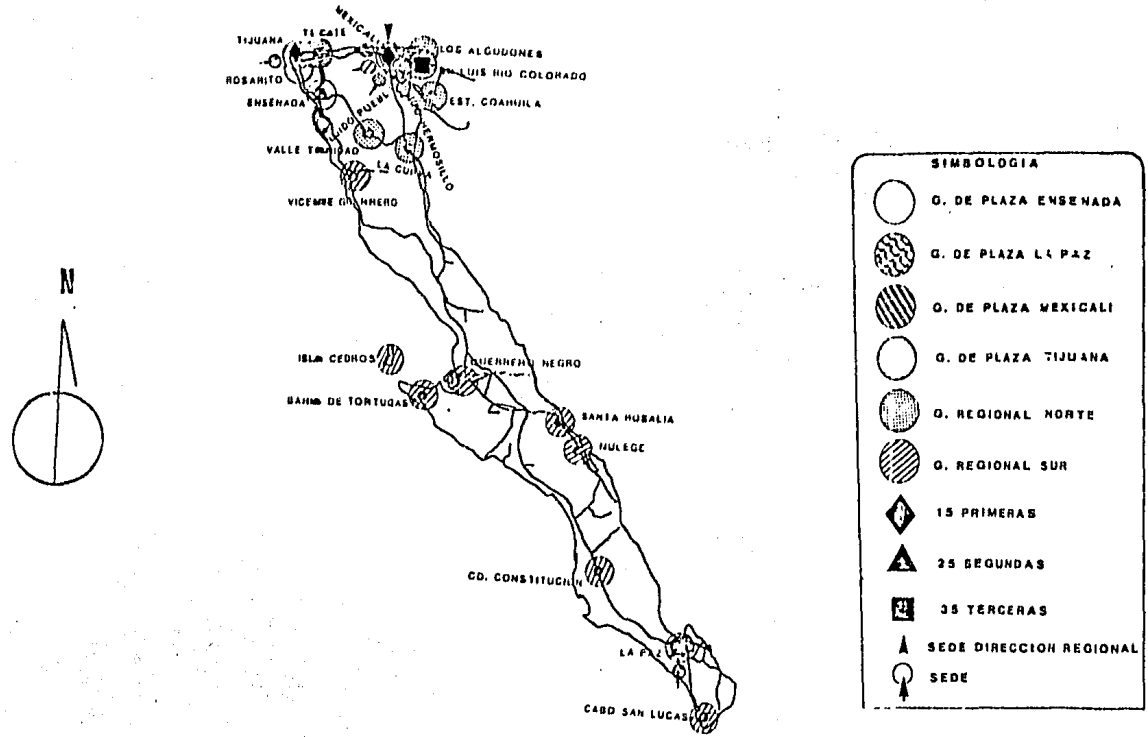 MEXICALI
TIJUANA
TECATE
LOS ALGUDONES
ROSARITO
LUIS RIO COLORADO
ENSENADA
EST. COAHUILA
HERMOSILLO
VALLE TRINIDAD
LA
VICENTE GUERRERO
N
ISLA CEDROS
GUERRERO NEGRO
BAHIA DE TORTUGAS
SANTA ROSALIA
MULEGE
CD. CONSTITUCION
LA PAZ
CABO SAN LUCAS
SIMBOLOGIA
G. DE PLAZA ENSENADA
G. DE PLAZA LA PAZ
G. DE PLAZA MEXICALI
G. DE PLAZA TIJUANA
G. REGIONAL NORTE
G. REGIONAL SUR
15 PRIMERAS
25 SEGUNDAS
35 TERCERAS
SEDE DIRECCION REGIONAL
SEDE